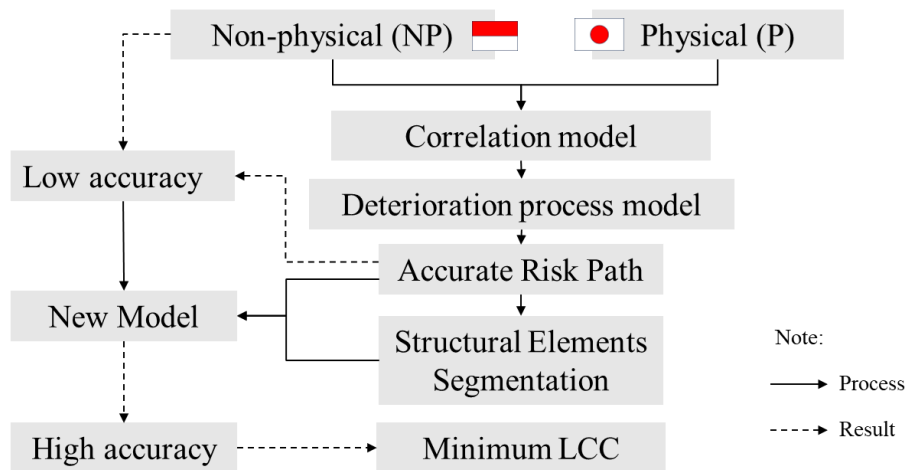 Non-physical (NP)
Physical (P)
Correlation model
Low accuracy
Deterioration process model
Accurate Risk Path
New Model
Structural Elements
Segmentation
Note:
Process
Result
High accuracy
Minimum LCC